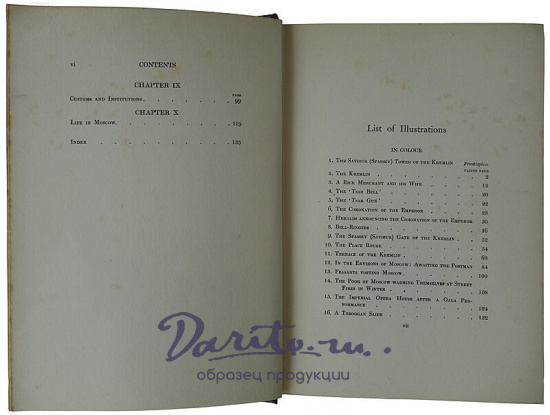 vi CONTENTS
CHAPTER IX
PAGE
Customs and Institutions 99
CHAPTER X
Life in Moscow 119
Index 135
List of Illustrations
IN COLOUR
1. The Saviour (Spassky) Tower of the Kremlin Frontispiece
FACING PAGE
2. The Kremlin 2
3. A Rich Merchant and his Wife 12
4. The 'Tsar Bell' 20
5. The 'Tsar Gun' 22
6. The Coronation of the Emperor 28
7. Heralds announcing the Coronation of the Emperor 30
8. Bell-Ringers 36
9. The Spassky (Saviour) Gate of the Kremlin 52
10. The Place Rouge 54
11. Terrace of the Kremlin 60
12. In the Environs of Moscow: Awaiting the Postman 84
13. Peasants visiting Moscow 100
14. The Poor of Moscow warming Themselves at Street
Fires in Winter 108
15. The Imperial Opera House after a Gala Per-
formance 124
16. A Toboggan Slide 132
vii
Darito.ru
образец продукции